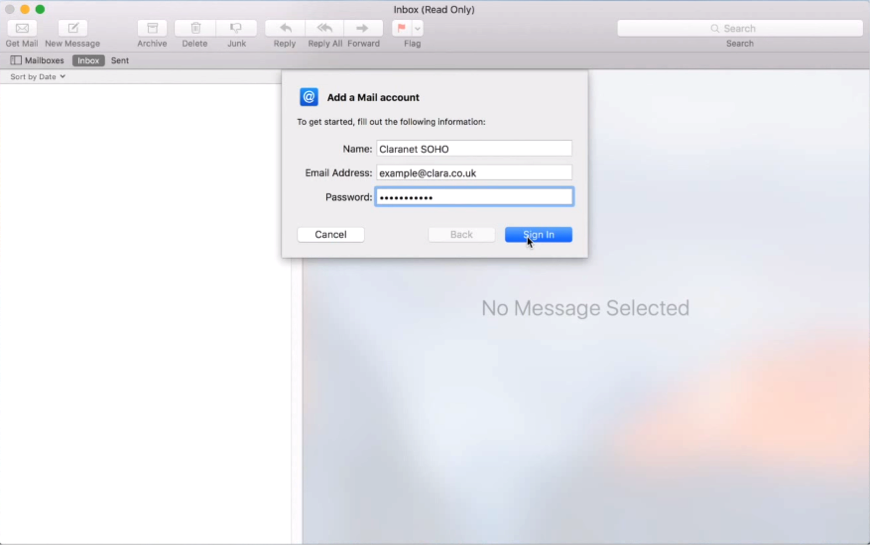 Inbox (Read Only)
Get Mail New Message Archive Delete Junk Reply Reply All Forward Flag Search
Search
Mailboxes Inbox Sent
Sort by Date
@ Add a Mail account
To get started, fill out the following information:
Name: Claranet SOHO
Email Address: example@clara.co.uk
Password: •••••••••••
Cancel Back Sign In
No Message Selected